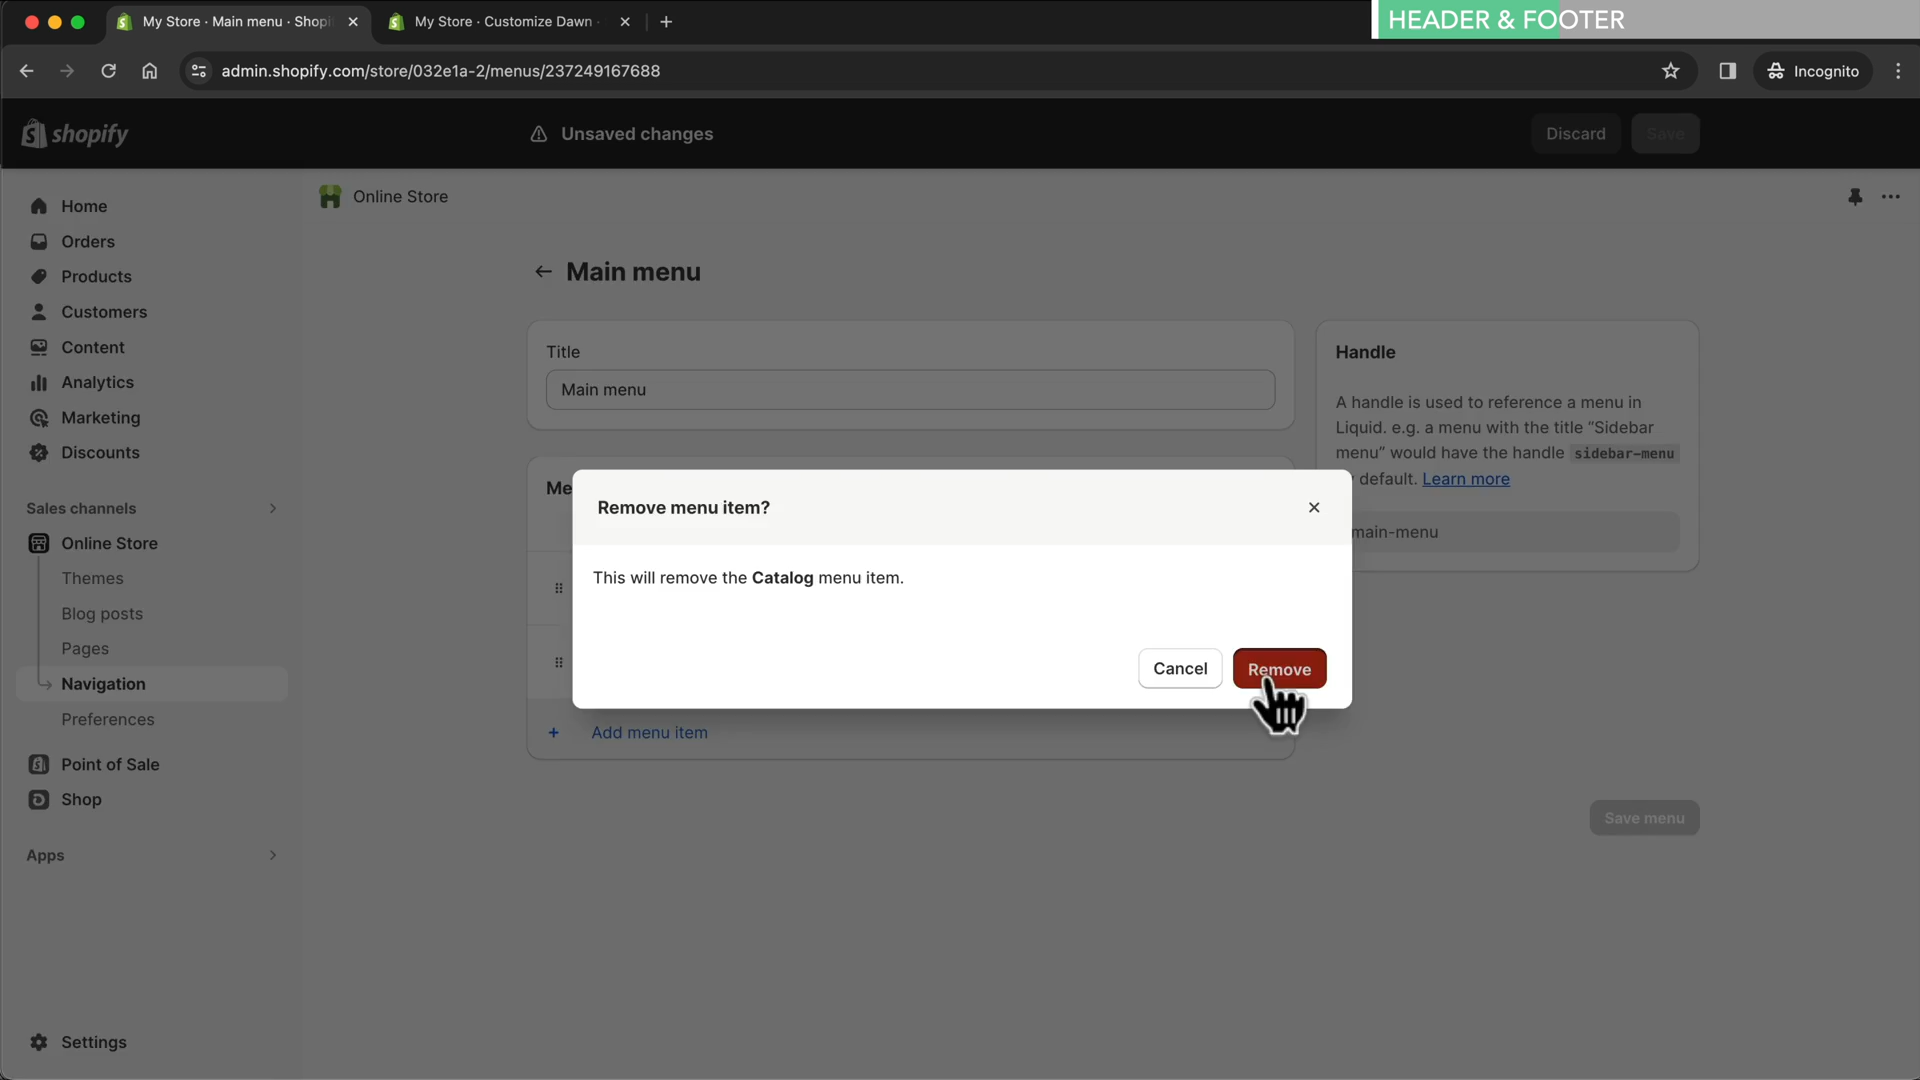 My Store · Main menu · Shopi
My Store · Customize Dawn ·
HEADER & FOOTER
admin.shopify.com/store/032e1a-2/menus/237249167688
Incognito
shopify
Unsaved changes
Discard
Save
Home
Orders
Products
Customers
Content
Analytics
Marketing
Discounts
Sales channels
Online Store
Themes
Blog posts
Pages
Navigation
Preferences
Point of Sale
Shop
Apps
Settings
Online Store
Main menu
Title
Main menu
Handle
A handle is used to reference a menu in
Liquid. e.g. a menu with the title “Sidebar
menu” would have the handle sidebar-menu
default. Learn more
main-menu
Me
Remove menu item?
This will remove the Catalog menu item.
Cancel
Remove
+ Add menu item
Save menu